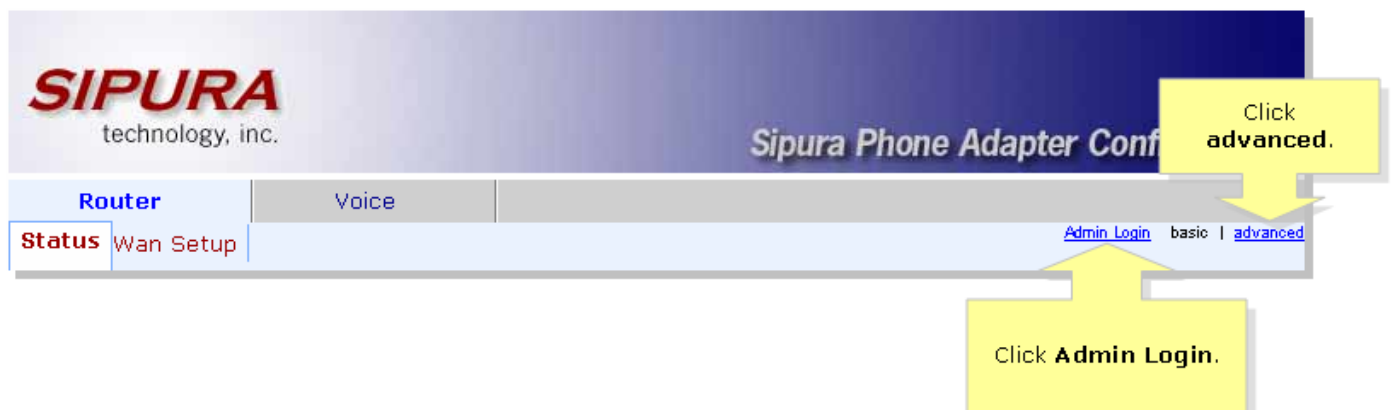 SIPURA
technology, inc.
Sipura Phone Adapter Conf
Click
advanced.
Router Voice
Status Wan Setup
Admin Login basic | advanced
Click Admin Login.